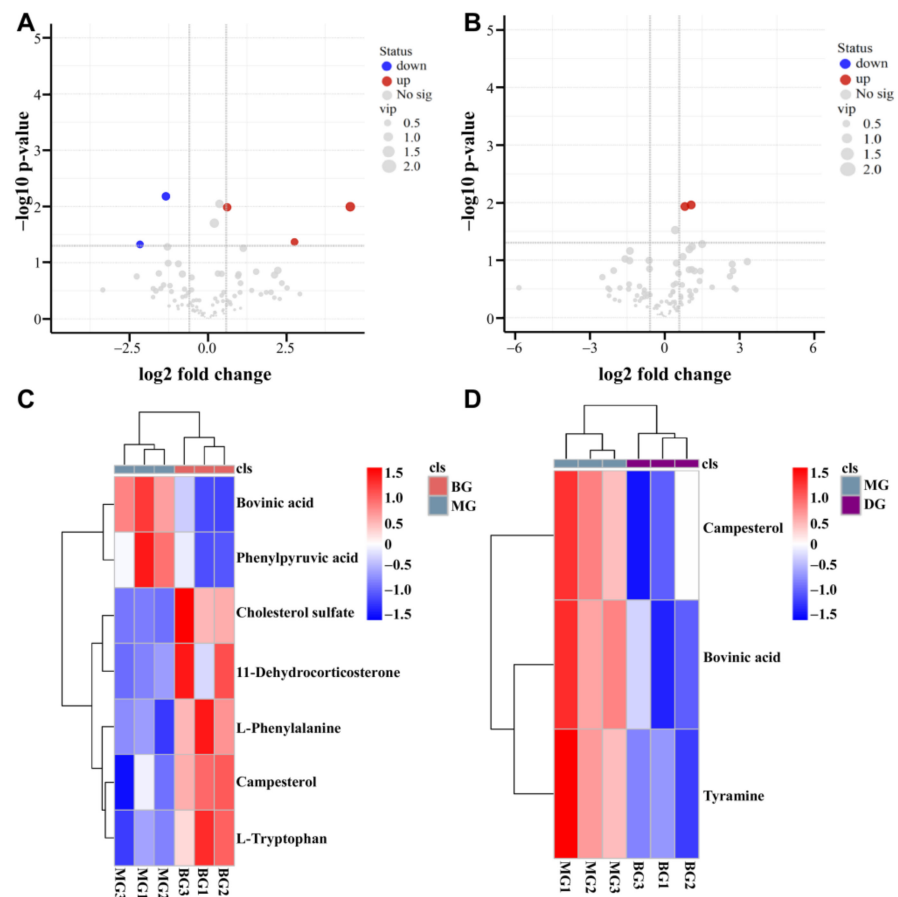 A
5
4
3
2
1
0
−log10 p-value
−2.5
0.0
2.5
log2 fold change
Status
down
up
No sig
vip
0.5
1.0
1.5
2.0
B
5
4
3
2
1
0
−log10 p-value
−6
−3
0
3
6
log2 fold change
Status
down
up
No sig
vip
0.5
1.0
1.5
2.0
C
cls
Bovinic acid
Phenylpyruvic acid
Cholesterol sulfate
11-Dehydrocorticosterone
L-Phenylalanine
Campesterol
L-Tryptophan
MG3
MG1
MG2
BG3
BG1
BG2
1.5
1.0
0.5
0
−0.5
−1.0
−1.5
cls
BG
MG
D
cls
Campesterol
Bovinic acid
Tyramine
MG1
MG2
MG3
BG3
BG1
BG2
1.5
1.0
0.5
0
−0.5
−1.0
−1.5
cls
MG
DG